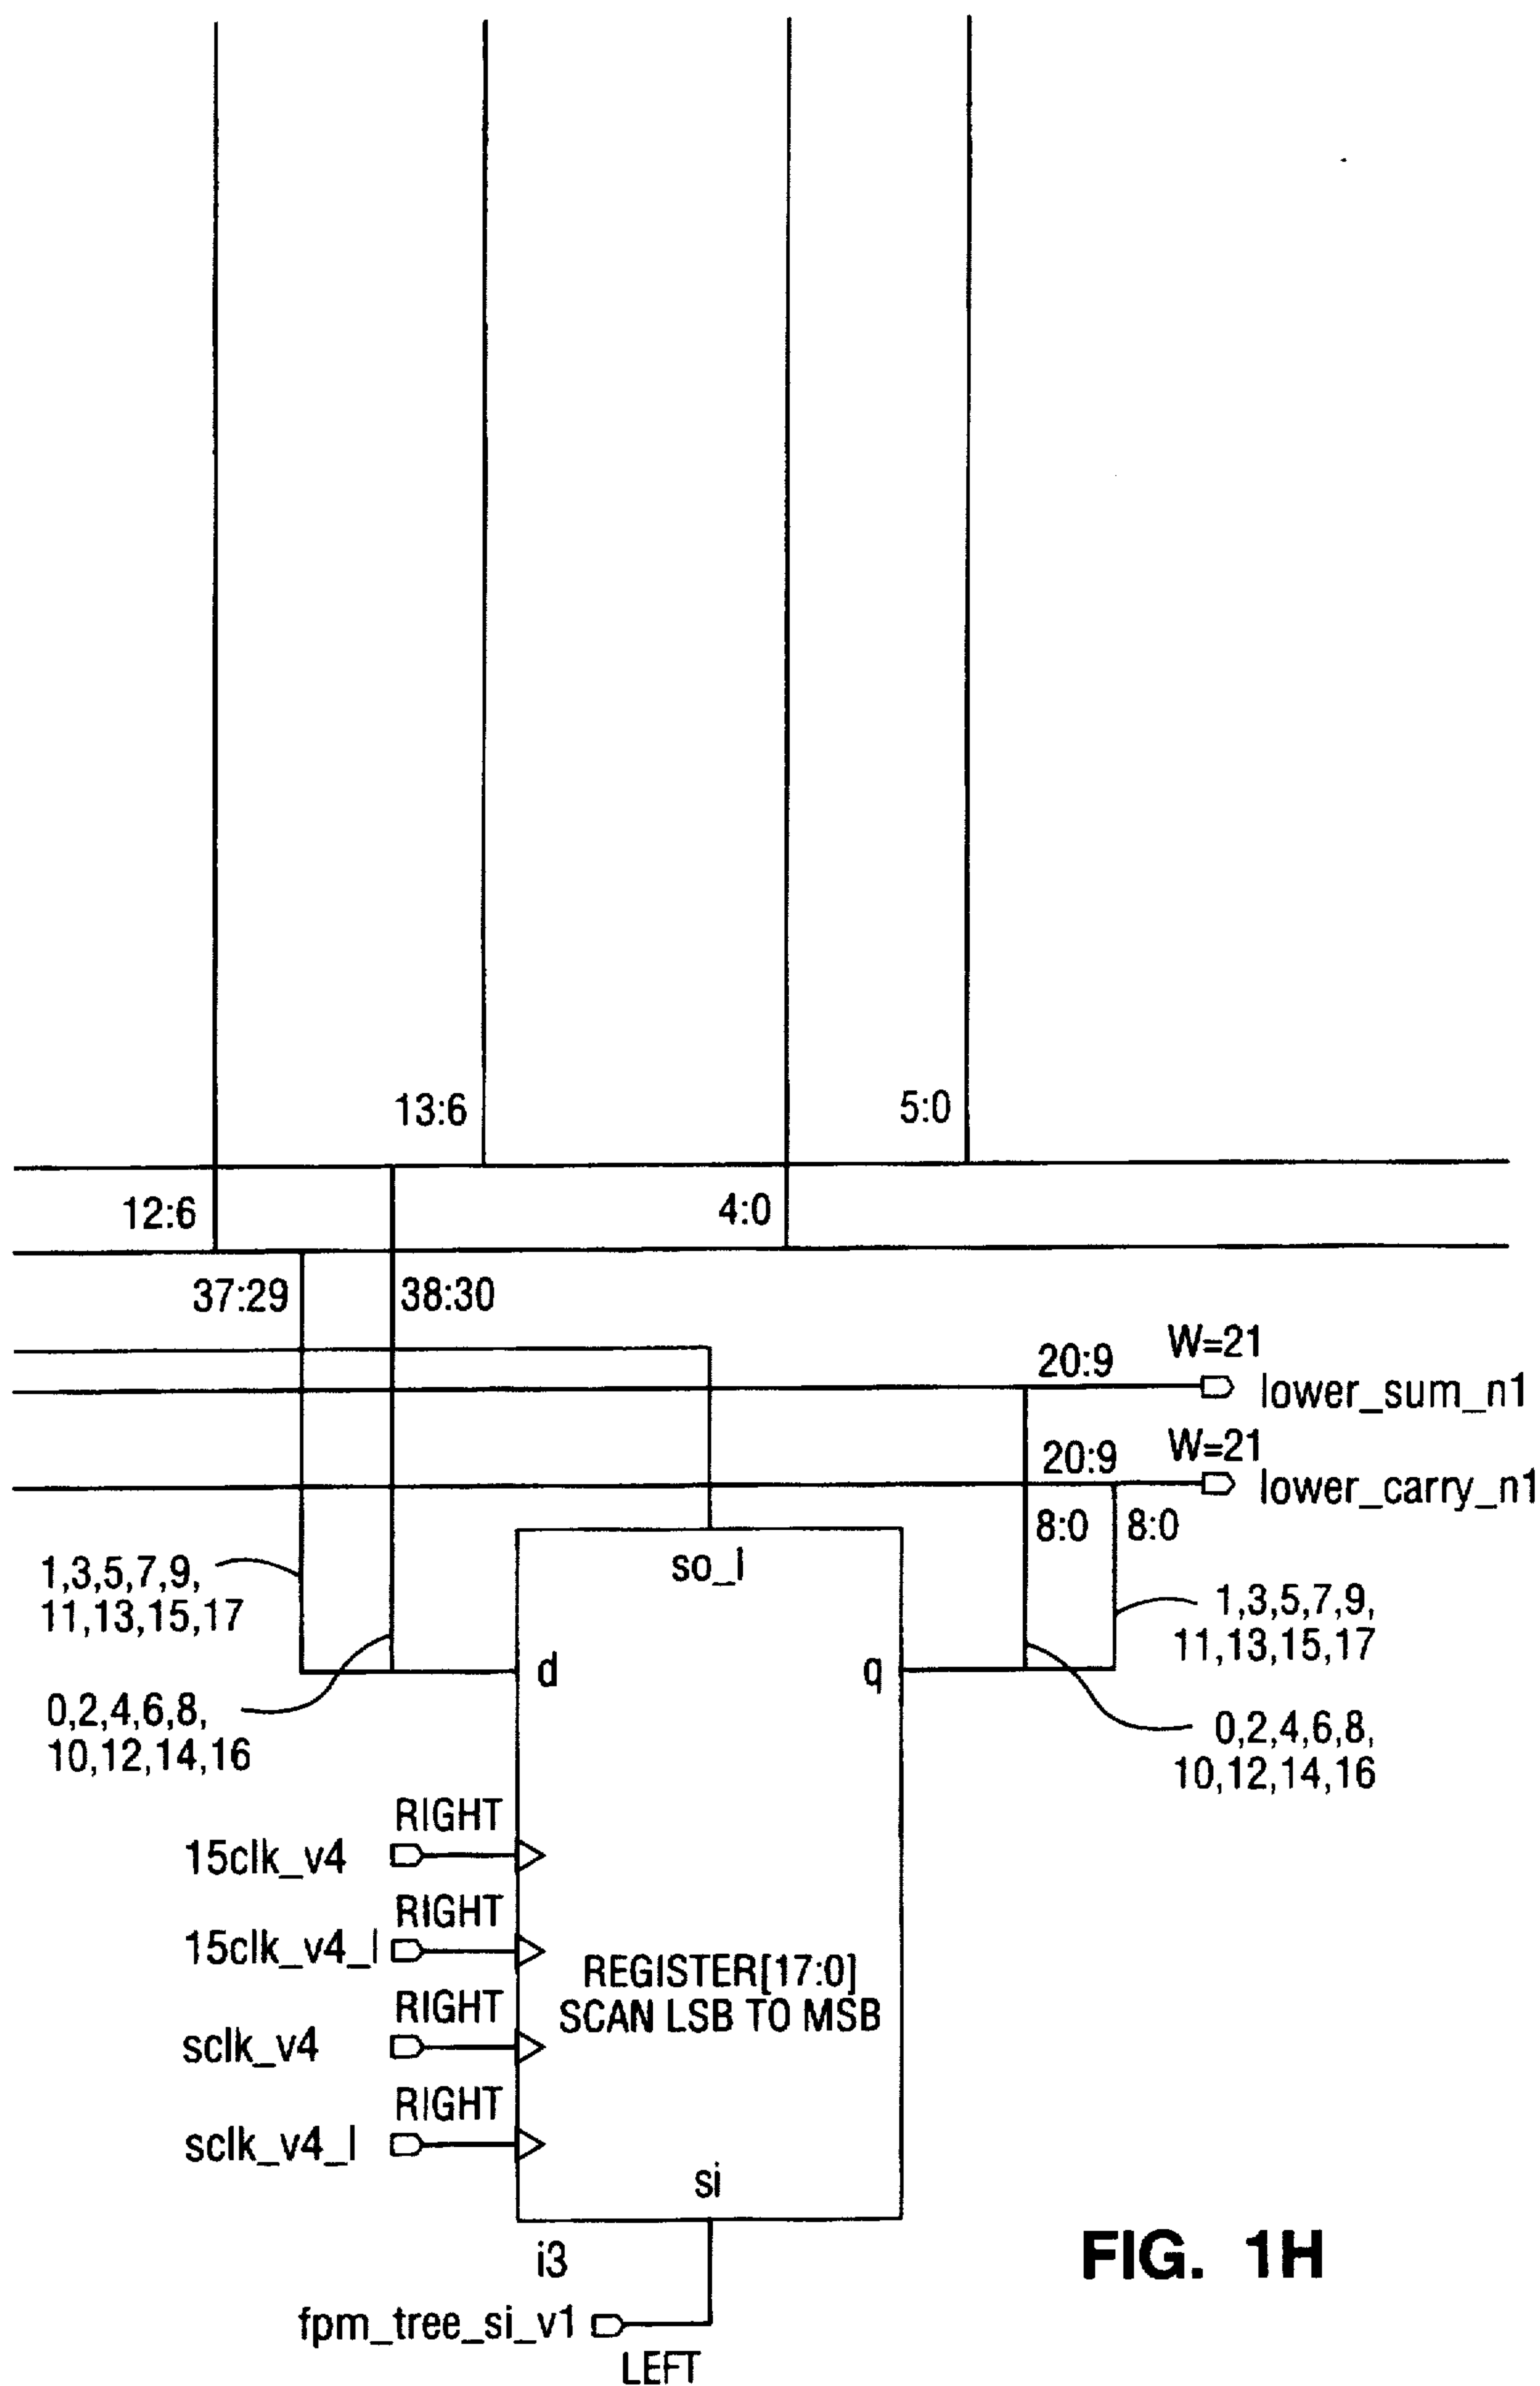 13:6
5:0
12:6
4:0
37:29
38:30
W=21
20:9
lower_sum_n1
W=21
20:9
lower_carry_n1
8:0
8:0
so_l
1,3,5,7,9,
11,13,15,17
1,3,5,7,9,
11,13,15,17
d
q
0,2,4,6,8,
10,12,14,16
0,2,4,6,8,
10,12,14,16
RIGHT
15clk_v4
RIGHT
15clk_v4_l
REGISTER[17:0]
SCAN LSB TO MSB
RIGHT
sclk_v4
RIGHT
sclk_v4_l
si
i3
FIG. 1H
fpm_tree_si_v1
LEFT